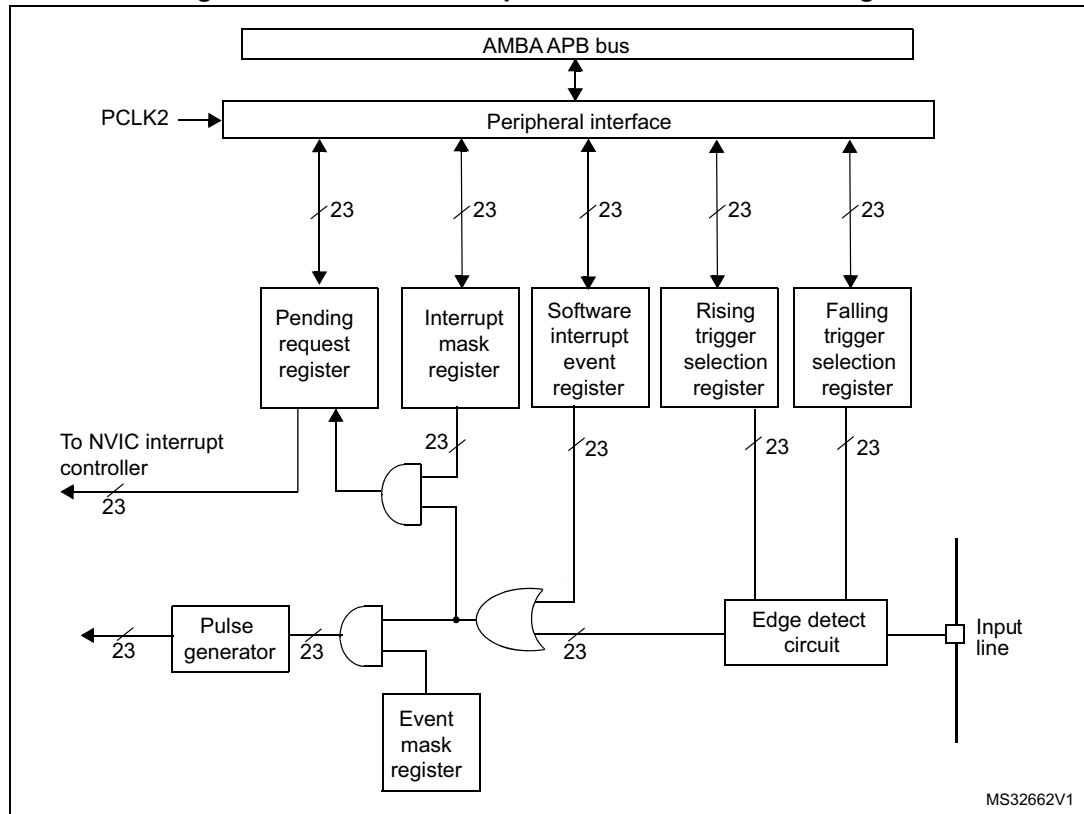 AMBA APB bus
PCLK2
Peripheral interface
23
23
23
23
23
Pending
request
register
Interrupt
mask
register
Software
interrupt
event
register
Rising
trigger
selection
register
Falling
trigger
selection
register
To NVIC interrupt
controller
23
23
23
23
23
Pulse
generator
23
23
23
Edge detect
circuit
Input
line
Event
mask
register
MS32662V1